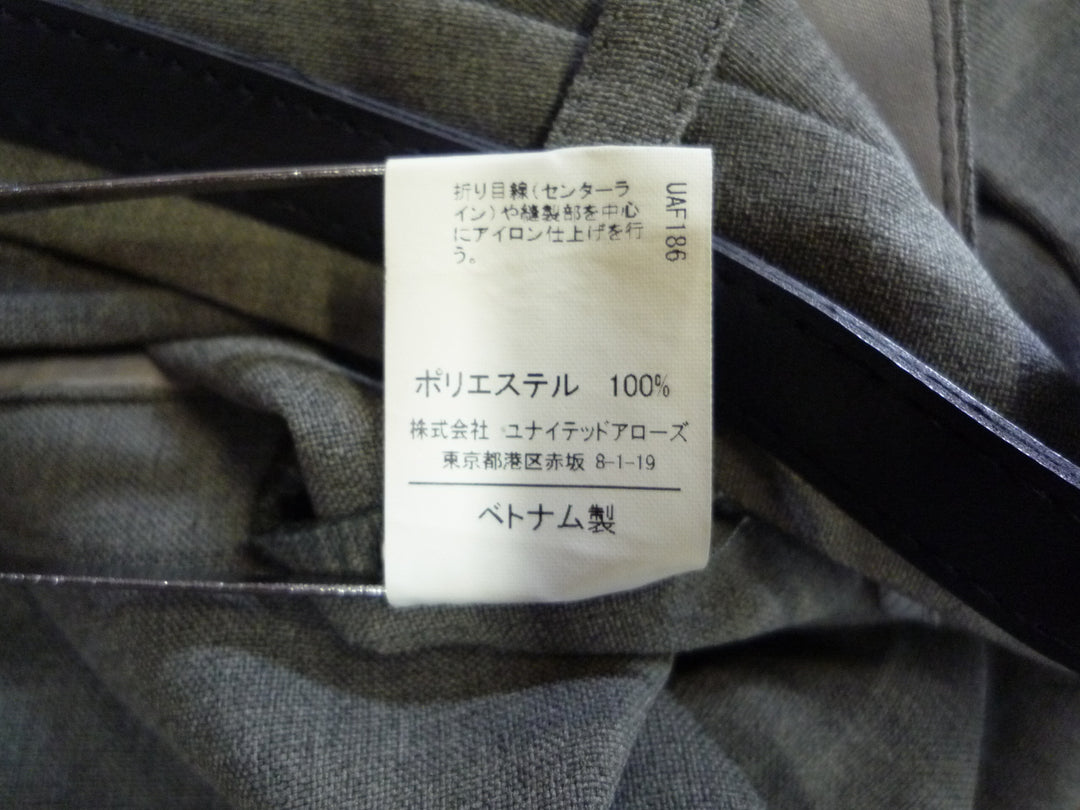 折り目線(センターラ
イン)や縫製部を中心
にアイロン仕上げを行
う。
UAF186
ポリエステル 100%
株式会社 ユナイテッドアローズ
東京都港区赤坂 8-1-19
ベトナム製